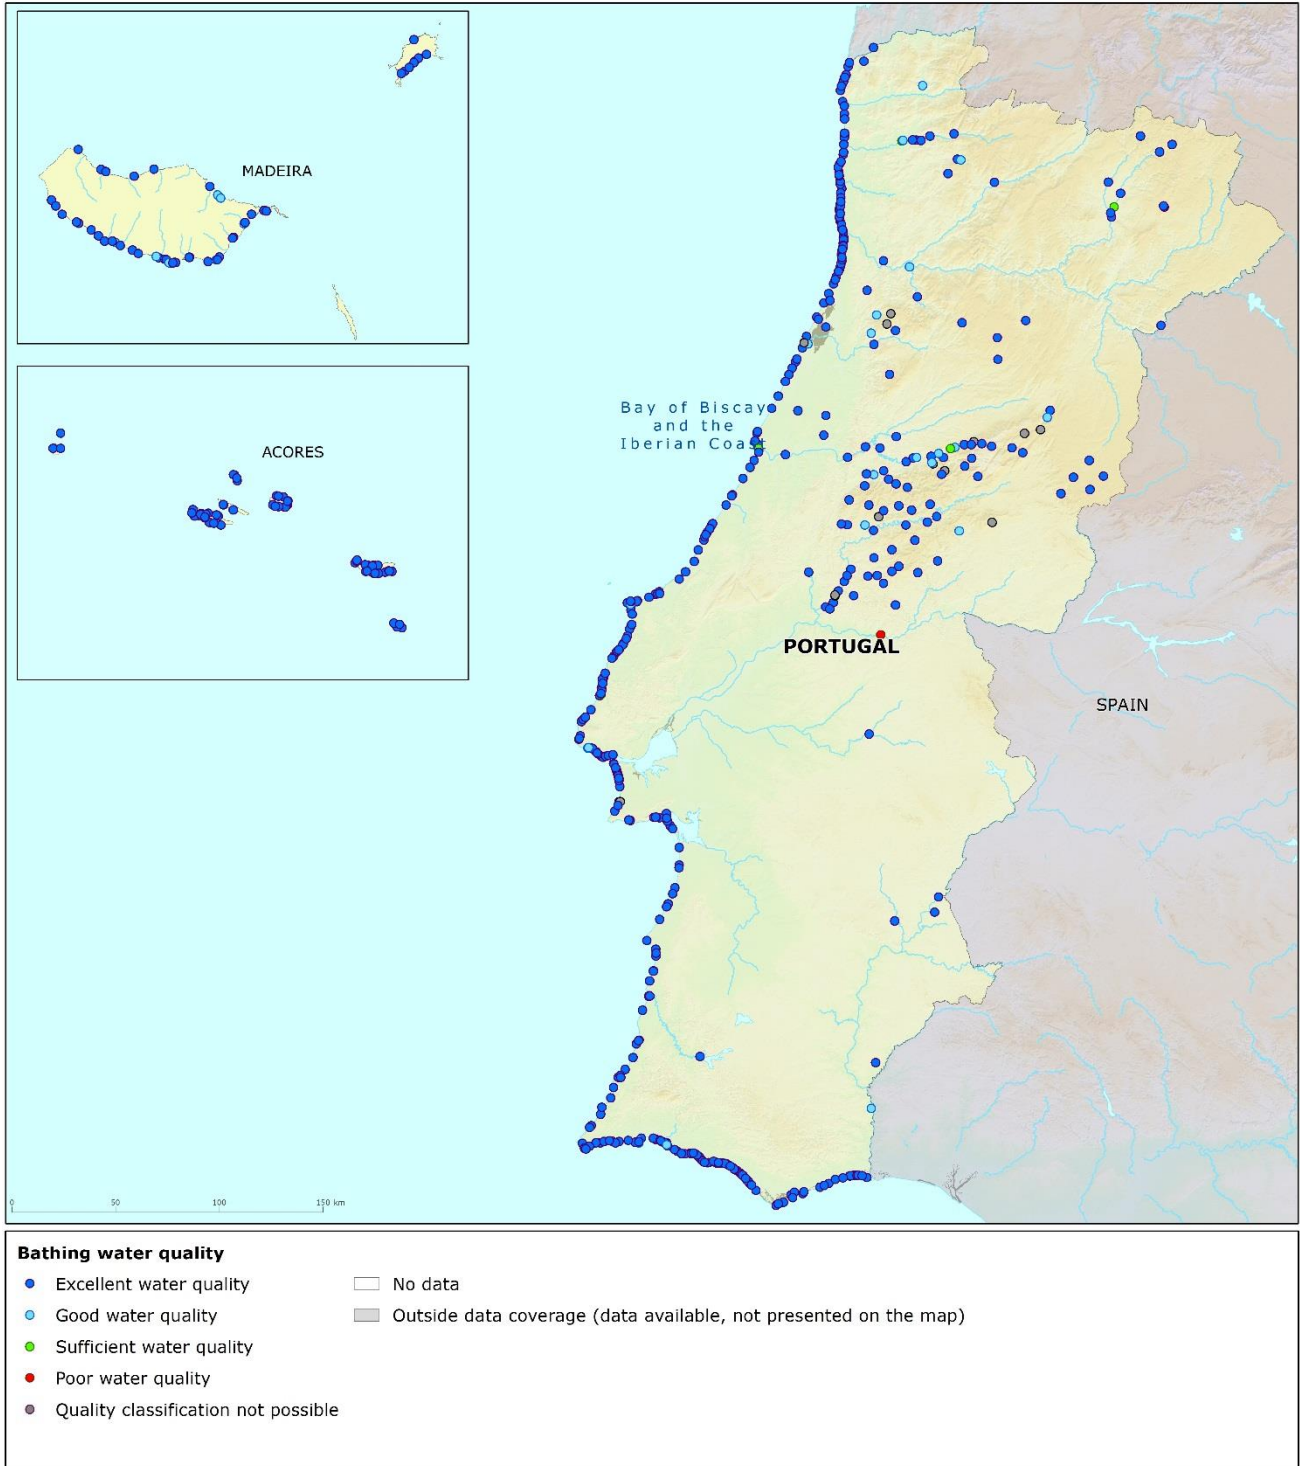 MADEIRA
ACORES
Bay of Biscay
and the
Iberian Coast
PORTUGAL
SPAIN
0 50 100 150 km
Bathing water quality
Excellent water quality
Good water quality
Sufficient water quality
Poor water quality
Quality classification not possible
No data
Outside data coverage (data available, not presented on the map)